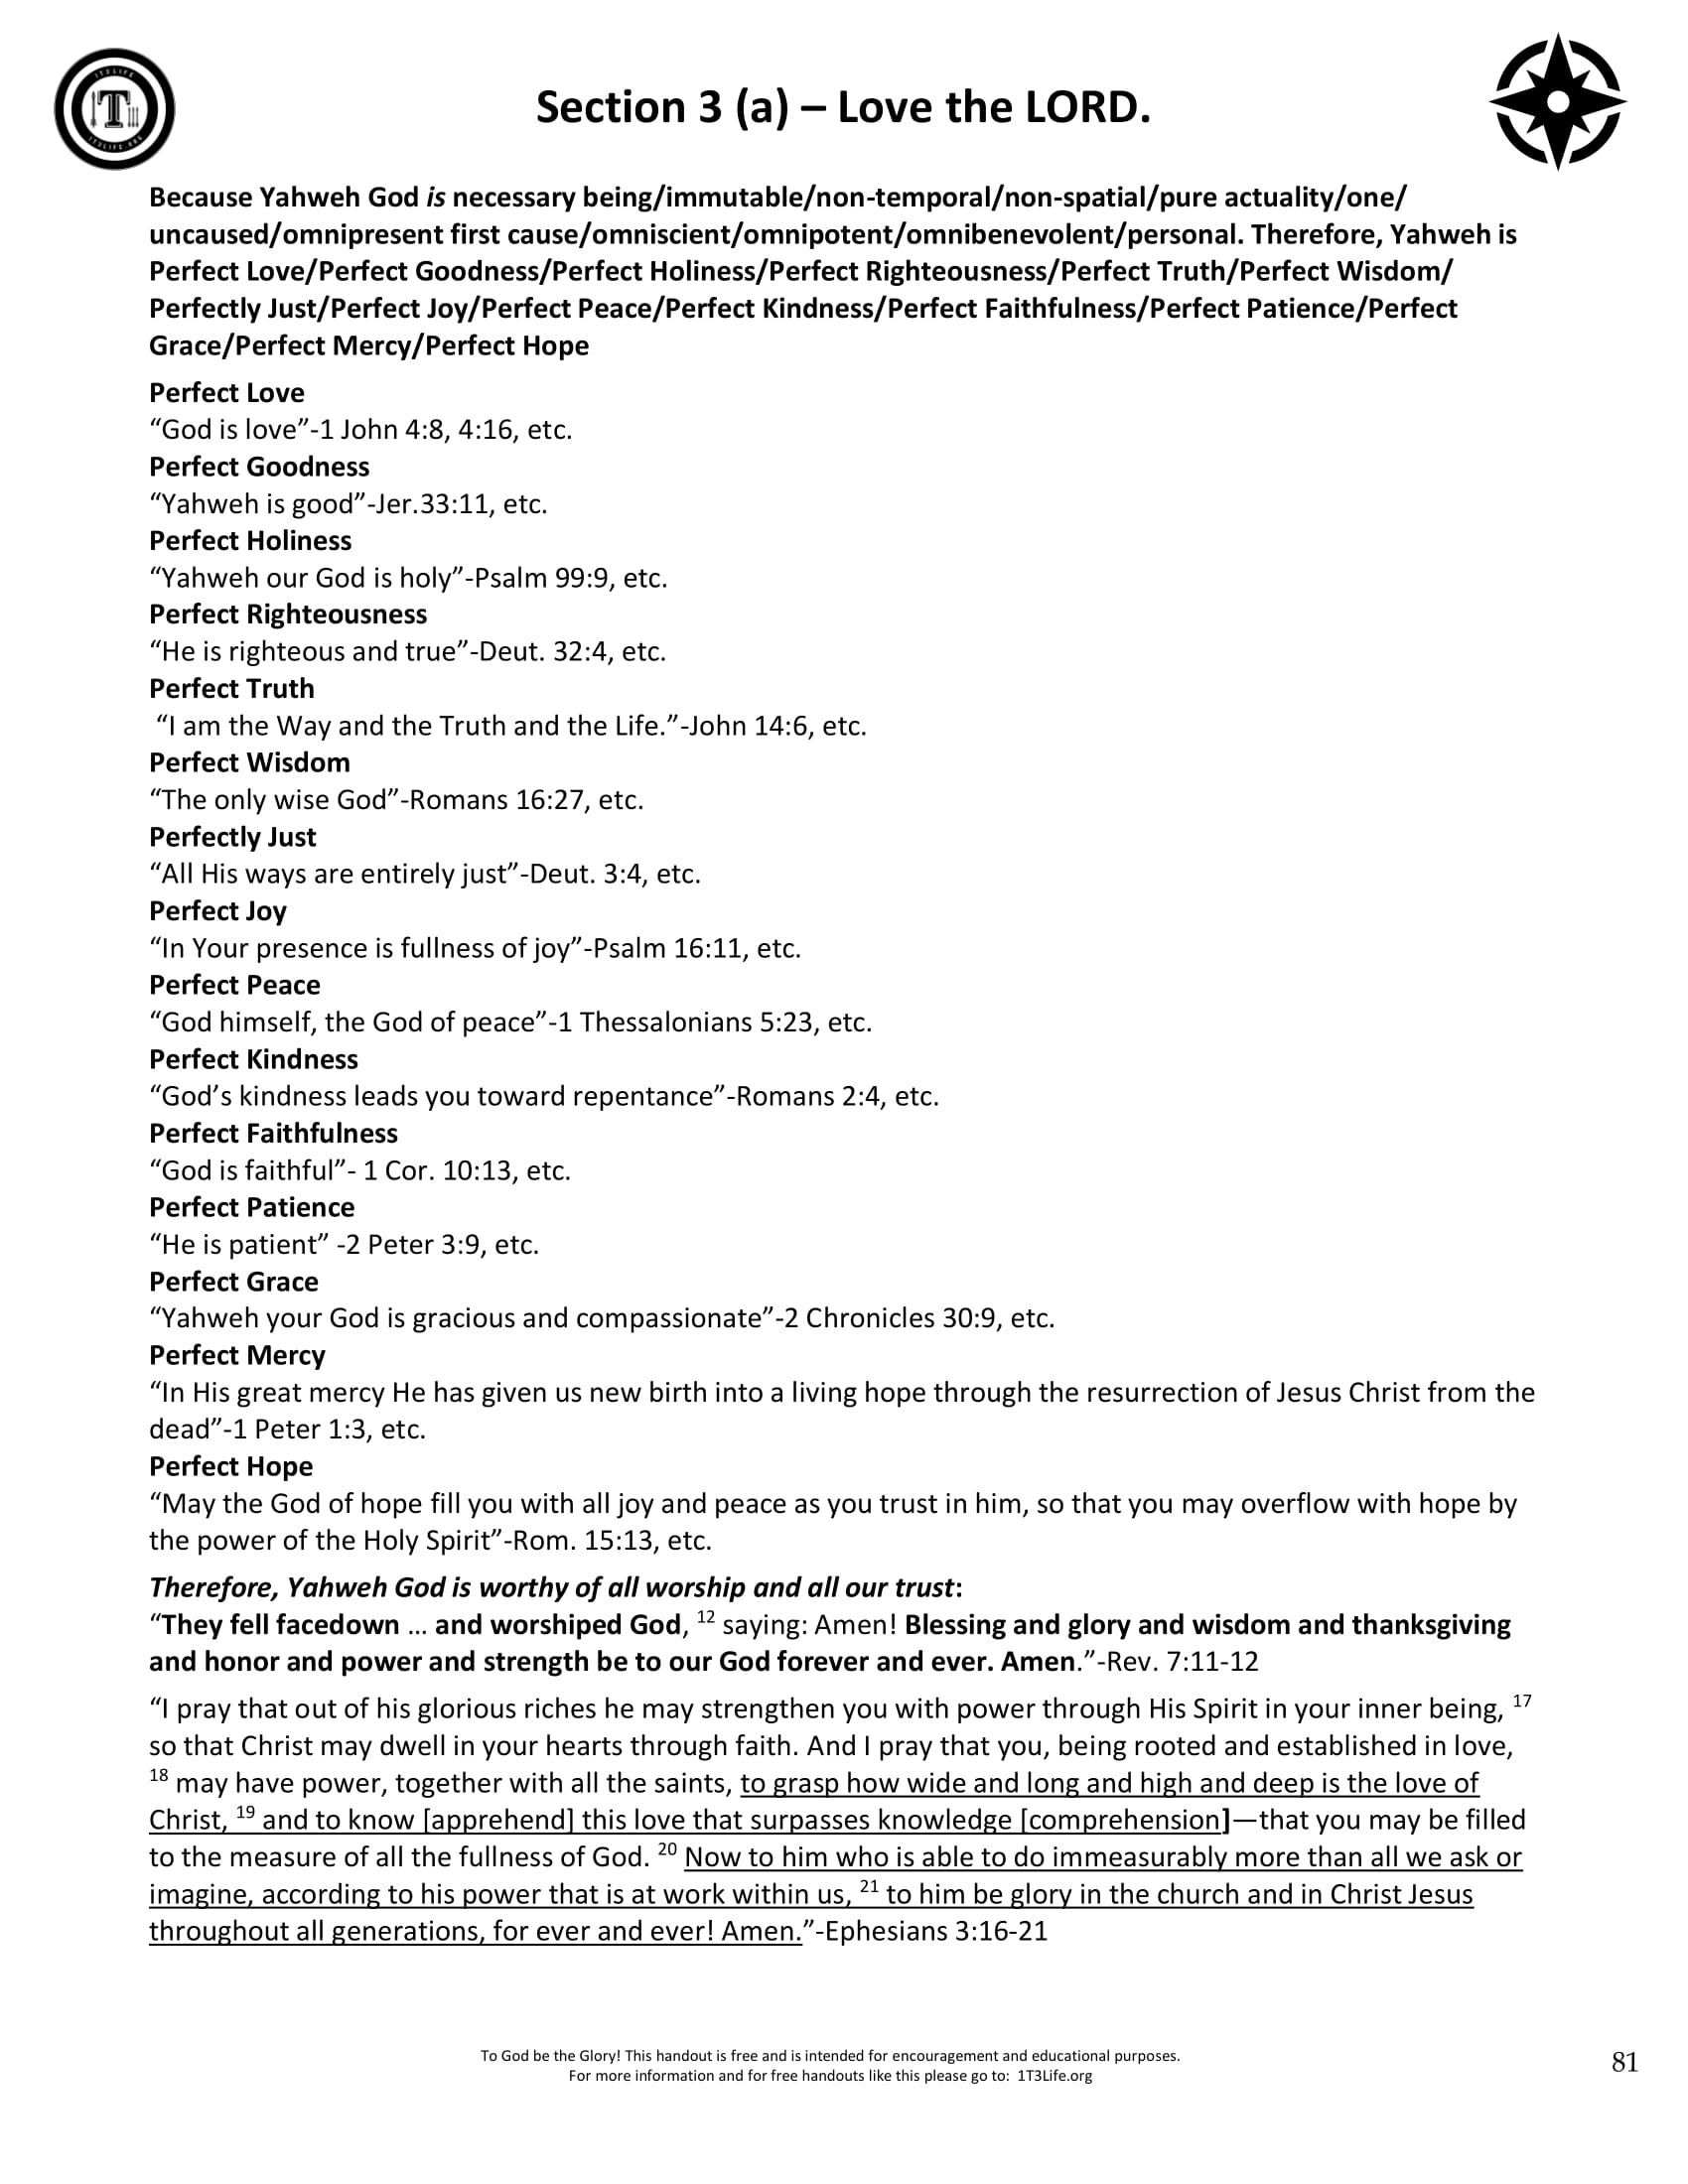 Section 3 (a) – Love the LORD.
Because Yahweh God is necessary being/immutable/non-temporal/non-spatial/pure actuality/one/
uncaused/omnipresent first cause/omniscient/omnipotent/omnibenevolent/personal. Therefore, Yahweh is
Perfect Love/Perfect Goodness/Perfect Holiness/Perfect Righteousness/Perfect Truth/Perfect Wisdom/
Perfectly Just/Perfect Joy/Perfect Peace/Perfect Kindness/Perfect Faithfulness/Perfect Patience/Perfect
Grace/Perfect Mercy/Perfect Hope
Perfect Love
“God is love”-1 John 4:8, 4:16, etc.
Perfect Goodness
“Yahweh is good”-Jer.33:11, etc.
Perfect Holiness
“Yahweh our God is holy”-Psalm 99:9, etc.
Perfect Righteousness
“He is righteous and true”-Deut. 32:4, etc.
Perfect Truth
“I am the Way and the Truth and the Life.”-John 14:6, etc.
Perfect Wisdom
“The only wise God”-Romans 16:27, etc.
Perfectly Just
“All His ways are entirely just”-Deut. 3:4, etc.
Perfect Joy
“In Your presence is fullness of joy”-Psalm 16:11, etc.
Perfect Peace
“God himself, the God of peace”-1 Thessalonians 5:23, etc.
Perfect Kindness
“God’s kindness leads you toward repentance”-Romans 2:4, etc.
Perfect Faithfulness
“God is faithful”- 1 Cor. 10:13, etc.
Perfect Patience
“He is patient” -2 Peter 3:9, etc.
Perfect Grace
“Yahweh your God is gracious and compassionate”-2 Chronicles 30:9, etc.
Perfect Mercy
“In His great mercy He has given us new birth into a living hope through the resurrection of Jesus Christ from the
dead”-1 Peter 1:3, etc.
Perfect Hope
“May the God of hope fill you with all joy and peace as you trust in him, so that you may overflow with hope by
the power of the Holy Spirit”-Rom. 15:13, etc.
Therefore, Yahweh God is worthy of all worship and all our trust:
“They fell facedown … and worshiped God, 12 saying: Amen! Blessing and glory and wisdom and thanksgiving
and honor and power and strength be to our God forever and ever. Amen.”-Rev. 7:11-12
“I pray that out of his glorious riches he may strengthen you with power through His Spirit in your inner being, 17
so that Christ may dwell in your hearts through faith. And I pray that you, being rooted and established in love,
18 may have power, together with all the saints, to grasp how wide and long and high and deep is the love of
Christ, 19 and to know [apprehend] this love that surpasses knowledge [comprehension]—that you may be filled
to the measure of all the fullness of God. 20 Now to him who is able to do immeasurably more than all we ask or
imagine, according to his power that is at work within us, 21 to him be glory in the church and in Christ Jesus
throughout all generations, for ever and ever! Amen.”-Ephesians 3:16-21
To God be the Glory! This handout is free and is intended for encouragement and educational purposes.
For more information and for free handouts like this please go to: 1T3Life.org
81
1T3LIFE
T
1T3LIFE.ORG